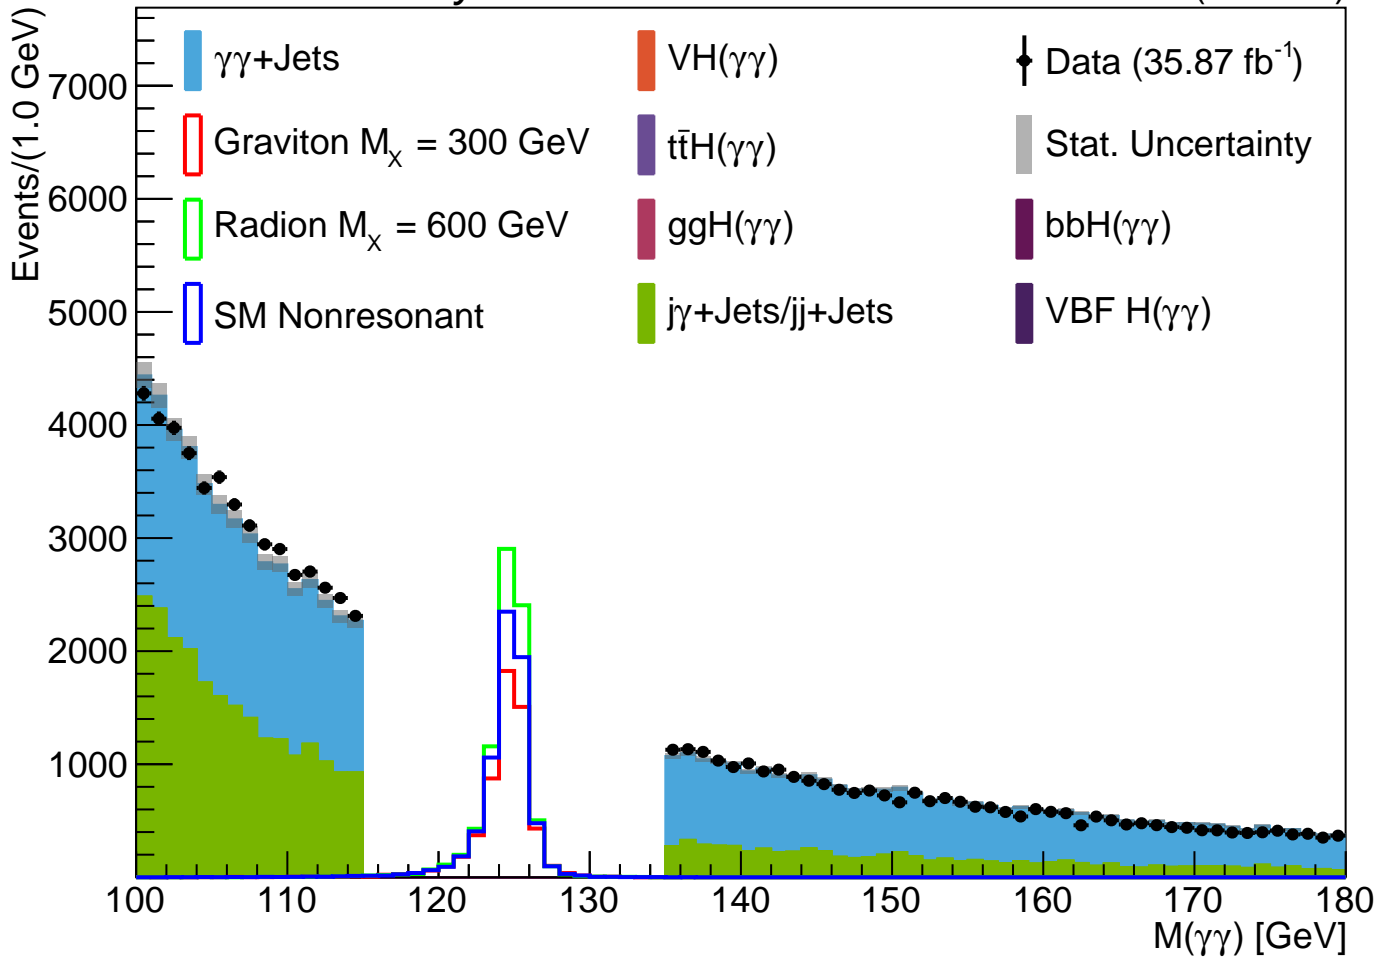 Events/(1.0 GeV)
γγ+Jets
Graviton M_X = 300 GeV
Radion M_X = 600 GeV
SM Nonresonant
VH(γγ)
tt̄H(γγ)
ggH(γγ)
jγ+Jets/jj+Jets
Data (35.87 fb⁻¹)
Stat. Uncertainty
bbH(γγ)
VBF H(γγ)
7000
6000
5000
4000
3000
2000
1000
100 110 120 130 140 150 160 170 180
M(γγ) [GeV]